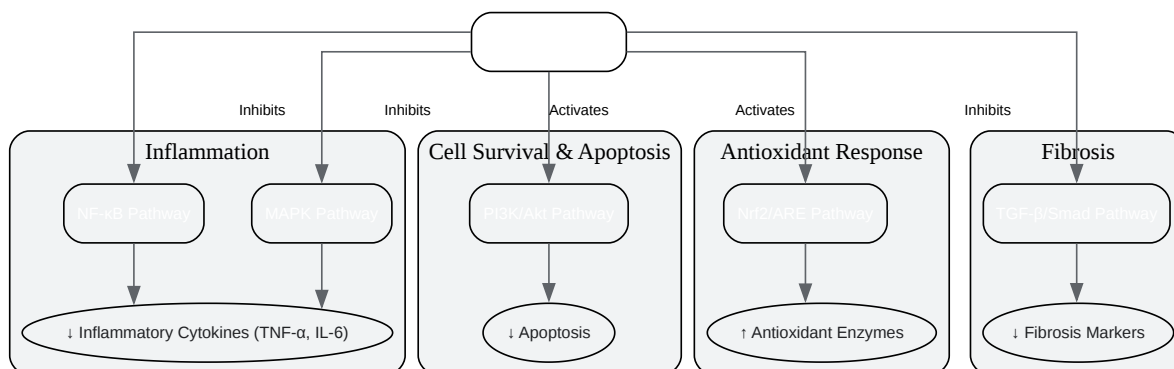 Inhibits
Inhibits
Activates
Activates
Inhibits
Inflammation
Cell Survival & Apoptosis
Antioxidant Response
Fibrosis
NF-κB Pathway
MAPK Pathway
PI3K/Akt Pathway
Nrf2/ARE Pathway
TGF-β/Smad Pathway
↓ Inflammatory Cytokines (TNF-α, IL-6)
↓ Apoptosis
↑ Antioxidant Enzymes
↓ Fibrosis Markers